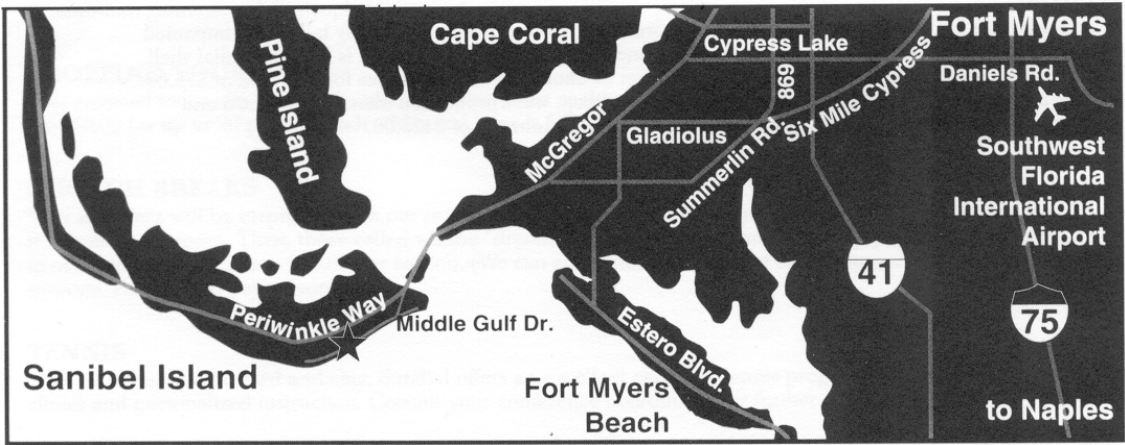 Pine Island
Cape Coral
Fort Myers
Cypress Lake
869
Six Mile Cypress
Daniels Rd.
McGregor
Gladiolus
Summerlin Rd.
Southwest
Florida
International
Airport
41
75
Periwinkle Way
Middle Gulf Dr.
Estero Blvd.
Sanibel Island
Fort Myers
Beach
to Naples
TENNIS